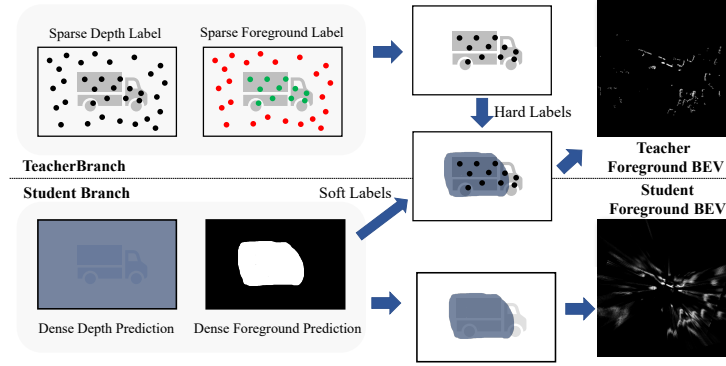 Sparse Depth Label
Sparse Foreground Label
Hard Labels
TeacherBranch
Teacher
Foreground BEV
Student Branch
Soft Labels
Student
Foreground BEV
Dense Depth Prediction
Dense Foreground Prediction